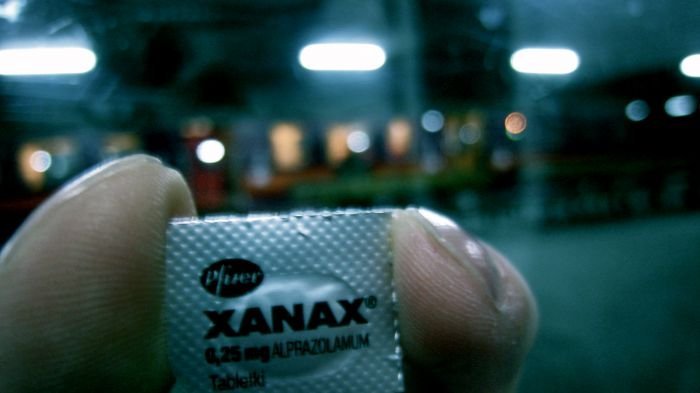 Pfizer
XANAX®
0,25 mg ALPRAZOLAMUM
Tabletki